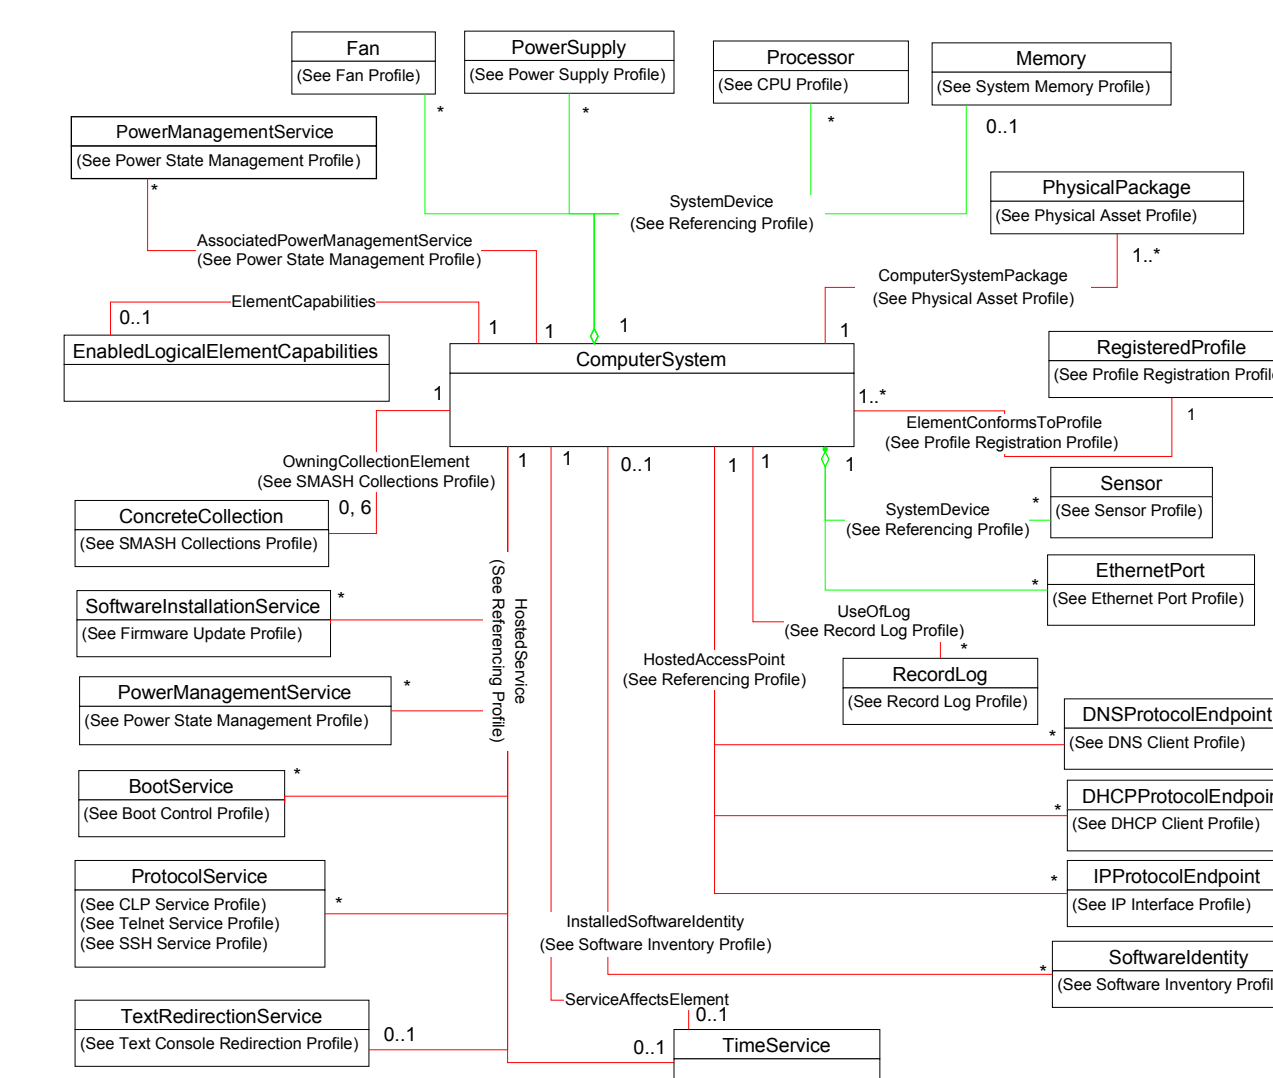 Fan
(See Fan Profile)
*
PowerSupply
(See Power Supply Profile)
*
Processor
(See CPU Profile)
*
Memory
(See System Memory Profile)
0..1
PowerManagementService
(See Power State Management Profile)
*
PhysicalPackage
(See Physical Asset Profile)
1..*
SystemDevice
(See Referencing Profile)
AssociatedPowerManagementService
(See Power State Management Profile)
ComputerSystemPackage
(See Physical Asset Profile)
ElementCapabilities
0..1
1
1
1
1
EnabledLogicalElementCapabilities
ComputerSystem
RegisteredProfile
(See Profile Registration Profile
1
1..*
1
ElementConformsToProfile
(See Profile Registration Profile)
OwningCollectionElement
(See SMASH Collections Profile)
0, 6
1
1
0..1
1
1
1
ConcreteCollection
(See SMASH Collections Profile)
Sensor
(See Sensor Profile)
*
SystemDevice
(See Referencing Profile)
EthernetPort
(See Ethernet Port Profile)
*
SoftwareInstallationService
(See Firmware Update Profile)
*
HostedService
(See Referencing Profile)
UseOfLog
(See Record Log Profile)
*
HostedAccessPoint
(See Referencing Profile)
RecordLog
(See Record Log Profile)
PowerManagementService
(See Power State Management Profile)
*
DNSProtocolEndpoint
(See DNS Client Profile)
*
BootService
(See Boot Control Profile)
*
DHCPProtocolEndpoi
(See DHCP Client Profile)
*
ProtocolService
(See CLP Service Profile)
(See Telnet Service Profile)
(See SSH Service Profile)
*
IPProtocolEndpoint
(See IP Interface Profile)
*
InstalledSoftwareIdentity
(See Software Inventory Profile)
SoftwareIdentity
(See Software Inventory Profil
*
ServiceAffectsElement
0..1
TextRedirectionService
(See Text Console Redirection Profile)
0..1
0..1
TimeService